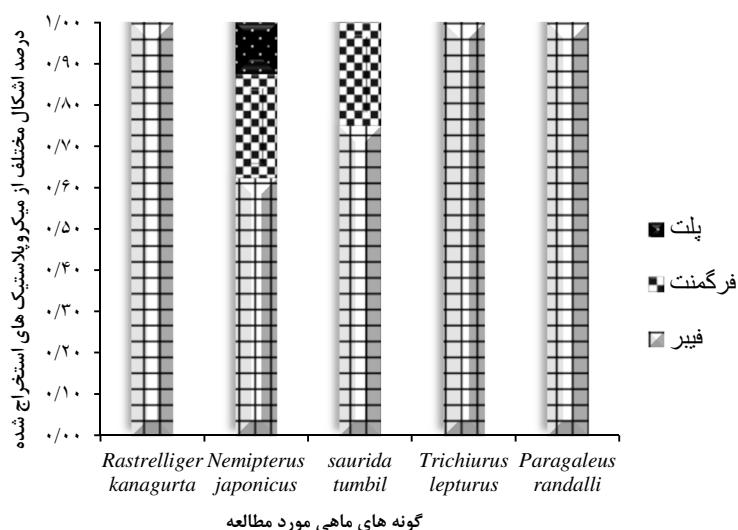 درصد اشکال مختلف از میکروپلاستیک های استخراج شده
۱/۰۰
۰/۹۰
۰/۸۰
۰/۷۰
۰/۶۰
۰/۵۰
۰/۴۰
۰/۳۰
۰/۲۰
۰/۱۰
۰/۰۰
پلت
فرگمنت
فیبر
Rastrelliger Nemipterus saurida Trichiurus Paragaleus
kanagurta japonicus tumbil lepturus randalli
گونه های ماهی مورد مطالعه